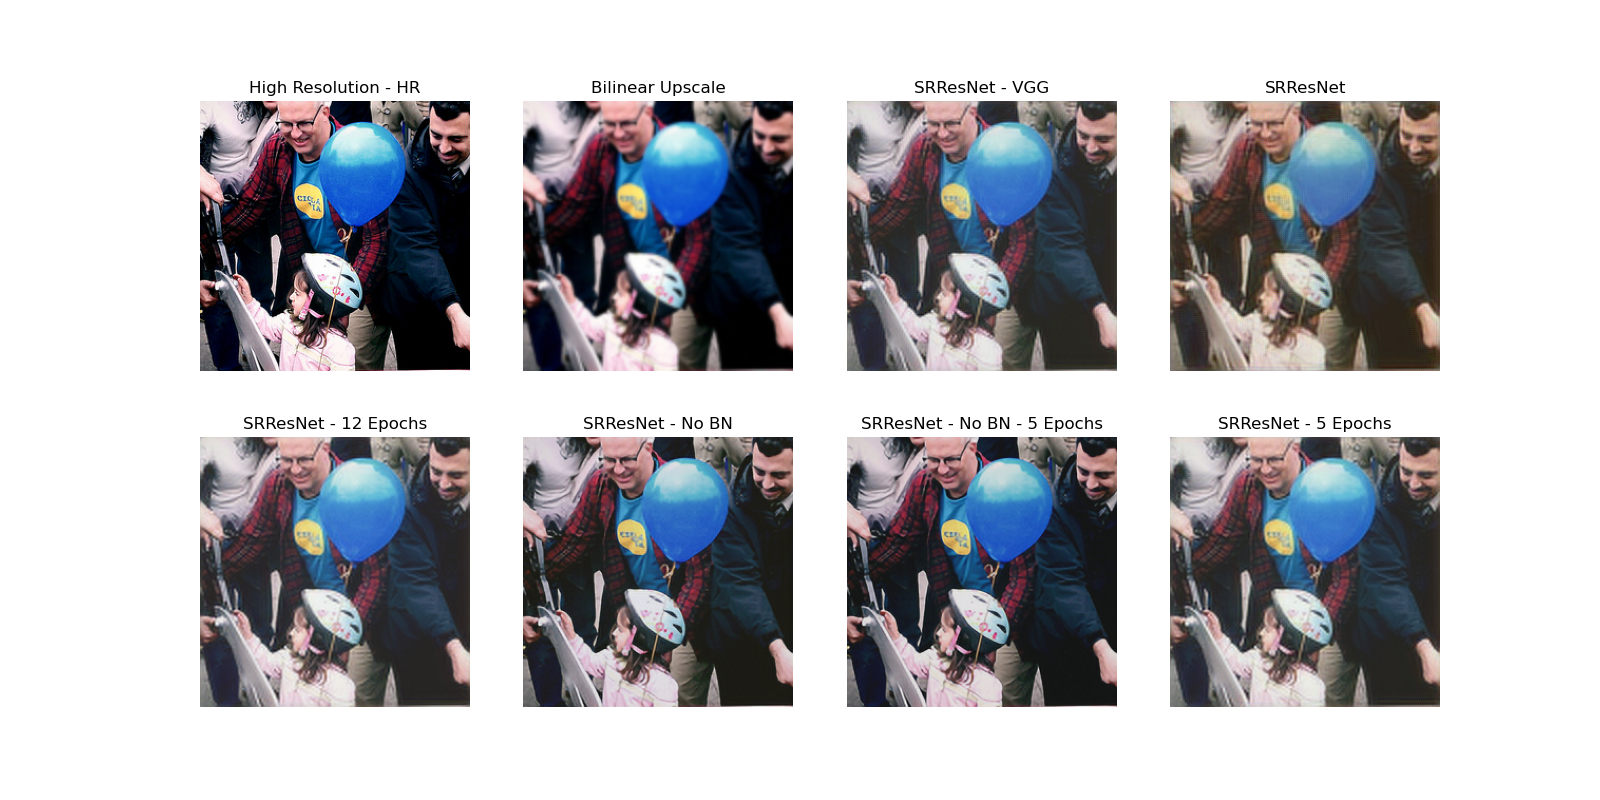 High Resolution - HR
Bilinear Upscale
SRResNet - VGG
SRResNet
SRResNet - 12 Epochs
SRResNet - No BN
SRResNet - No BN - 5 Epochs
SRResNet - 5 Epochs